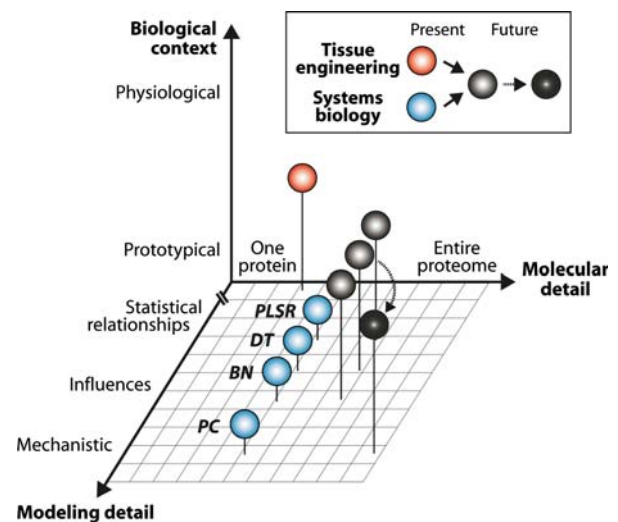 Biological
context
Physiological
Prototypical
Present
Future
Tissue
engineering
Systems
biology
One
protein
Entire
proteome
Molecular
detail
Statistical
relationships
Influences
Mechanistic
Modeling detail
PLSR
DT
BN
PC